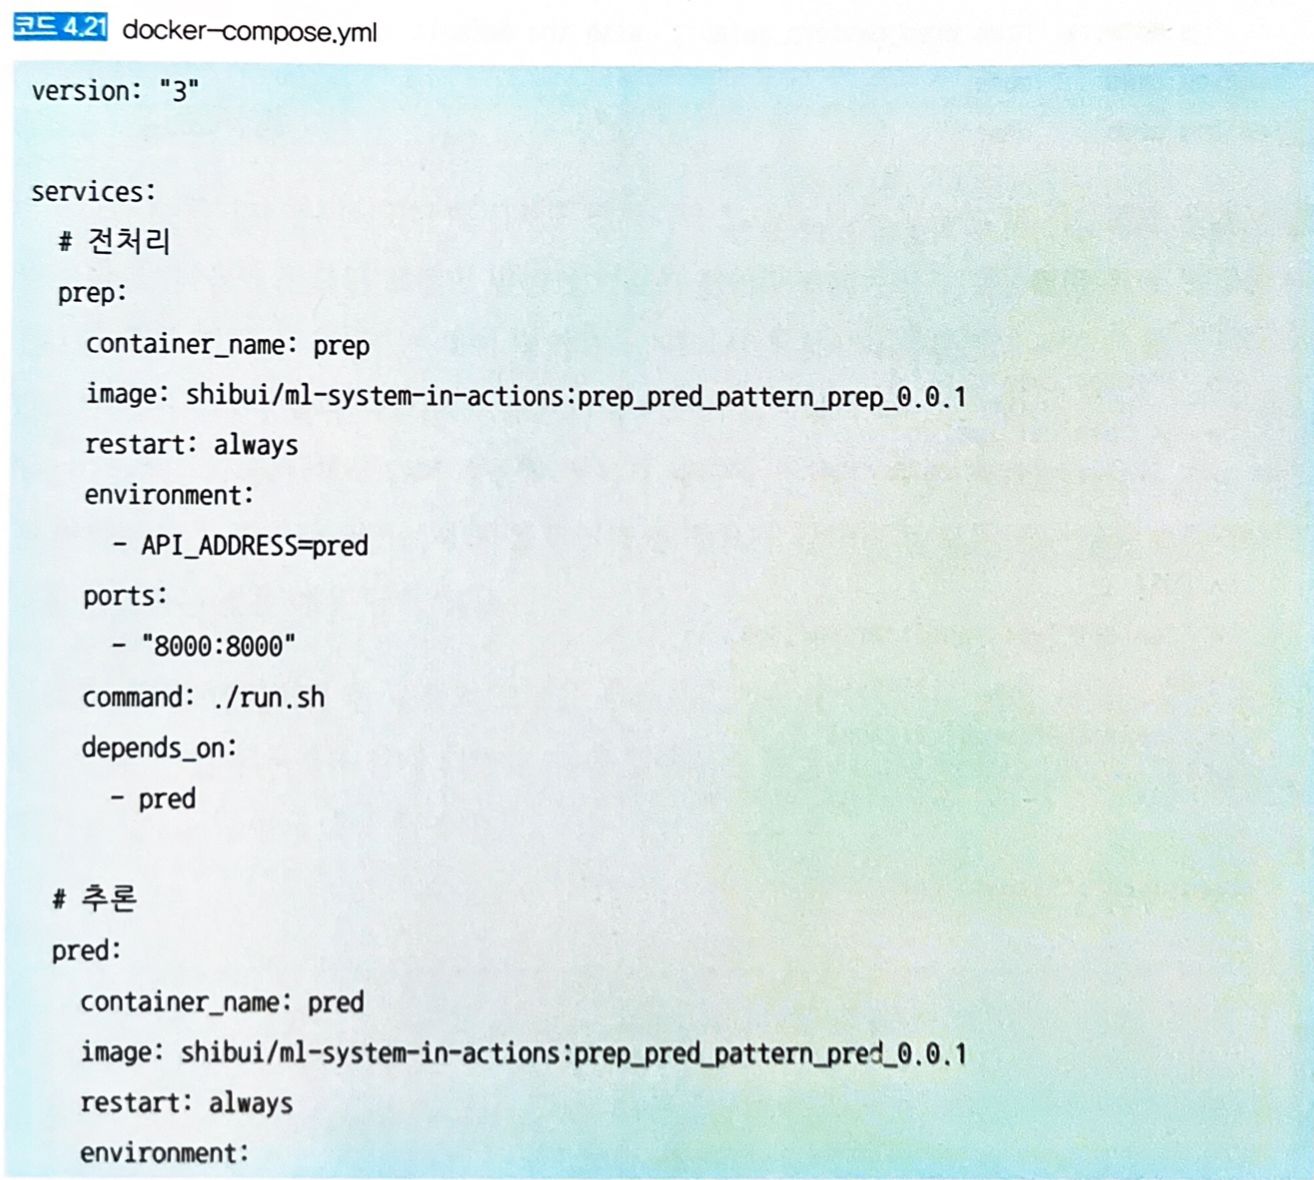 코드 4.21 docker-compose.yml
version: "3"
services:
# 전처리
prep:
container_name: prep
image: shibui/ml-system-in-actions:prep_pred_pattern_prep_0.0.1
restart: always
environment:
- API_ADDRESS=pred
ports:
- "8000:8000"
command: ./run.sh
depends_on:
- pred
# 추론
pred:
container_name: pred
image: shibui/ml-system-in-actions:prep_pred_pattern_pred_0.0.1
restart: always
environment: